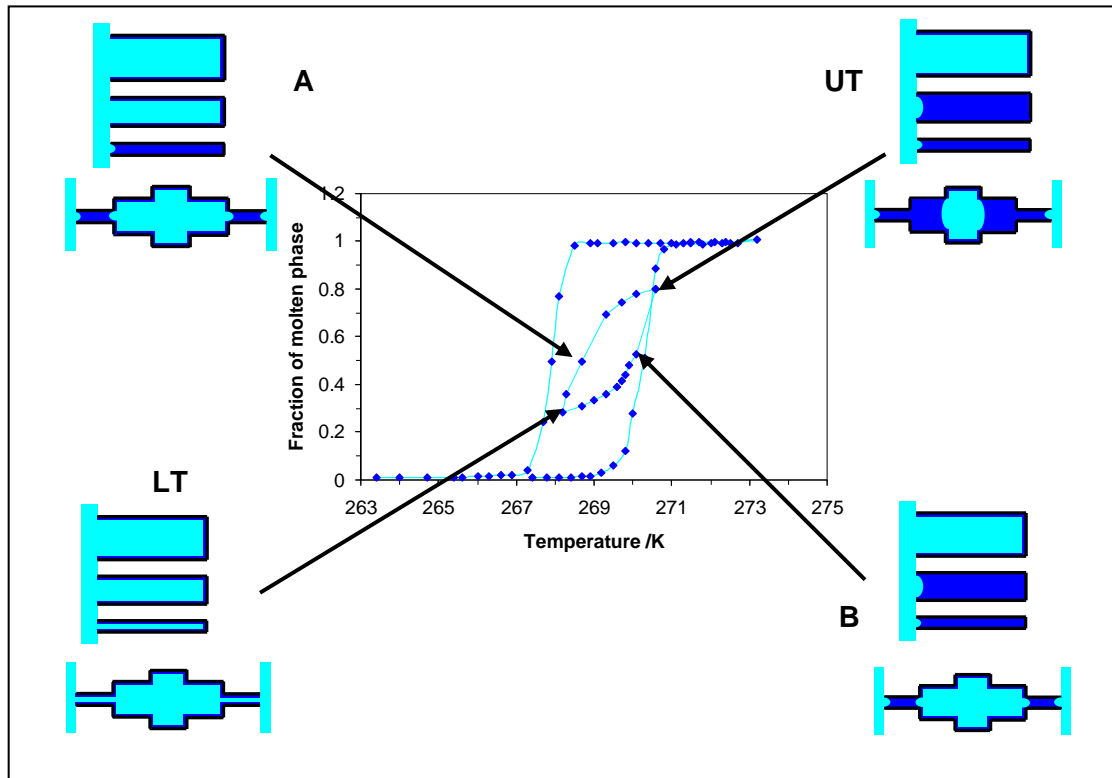 A
UT
1.2
1
0.8
0.6
0.4
0.2
0
263 265 267 269 271 273 275
Fraction of molten phase
Temperature /K
LT
B